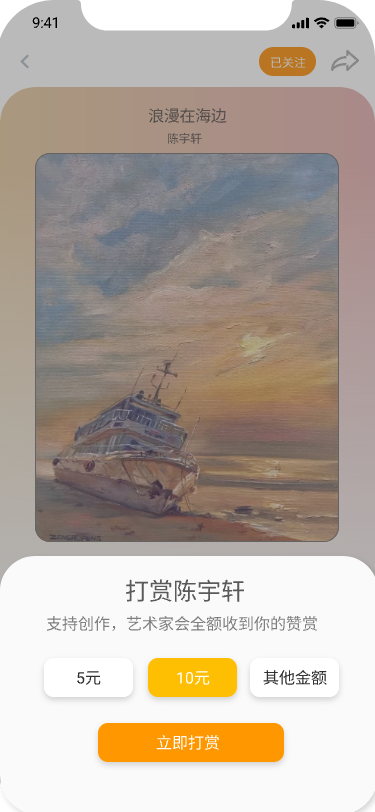 9:41
已关注
浪漫在海边
陈宇轩
打赏陈宇轩
支持创作，艺术家会全额收到你的赞赏
5元 10元 其他金额
立即打赏